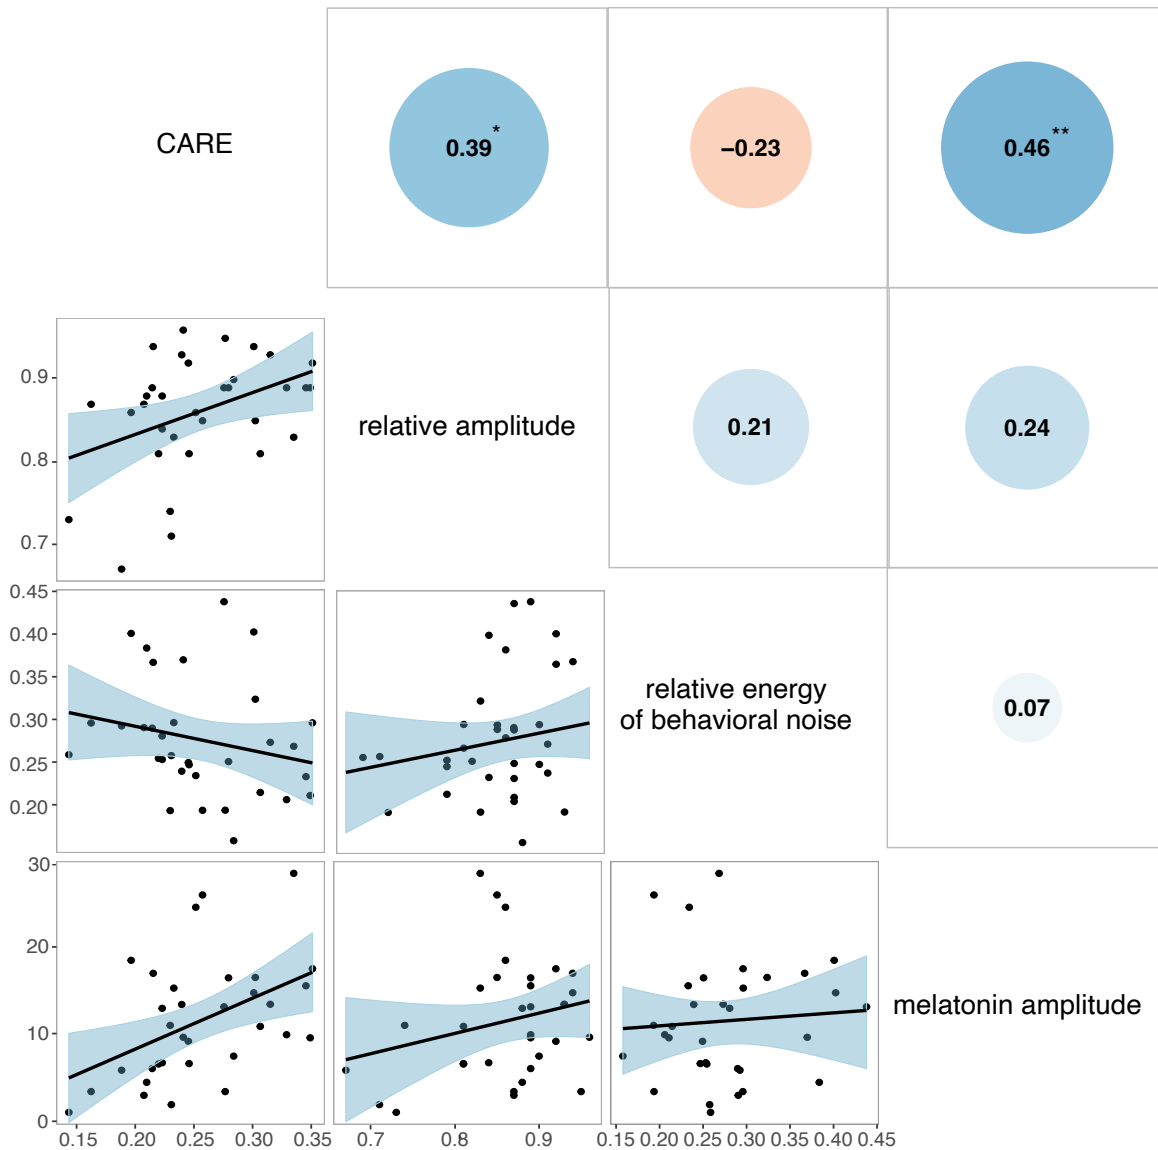 CARE
0.39*
−0.23
0.46**
0.9
0.8
0.7
relative amplitude
0.21
0.24
0.45
0.40
0.35
0.30
0.25
0.20
relative energy
of behavioral noise
0.07
30
20
10
0
melatonin amplitude
0.15 0.20 0.25 0.30 0.35
0.7 0.8 0.9
0.15 0.20 0.25 0.30 0.35 0.40 0.45